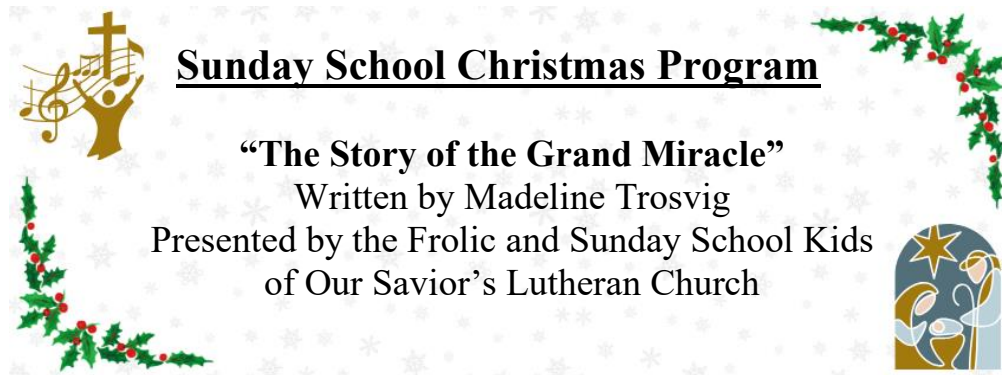 Sunday School Christmas Program
“The Story of the Grand Miracle”
Written by Madeline Trosvig
Presented by the Frolic and Sunday School Kids
of Our Savior’s Lutheran Church